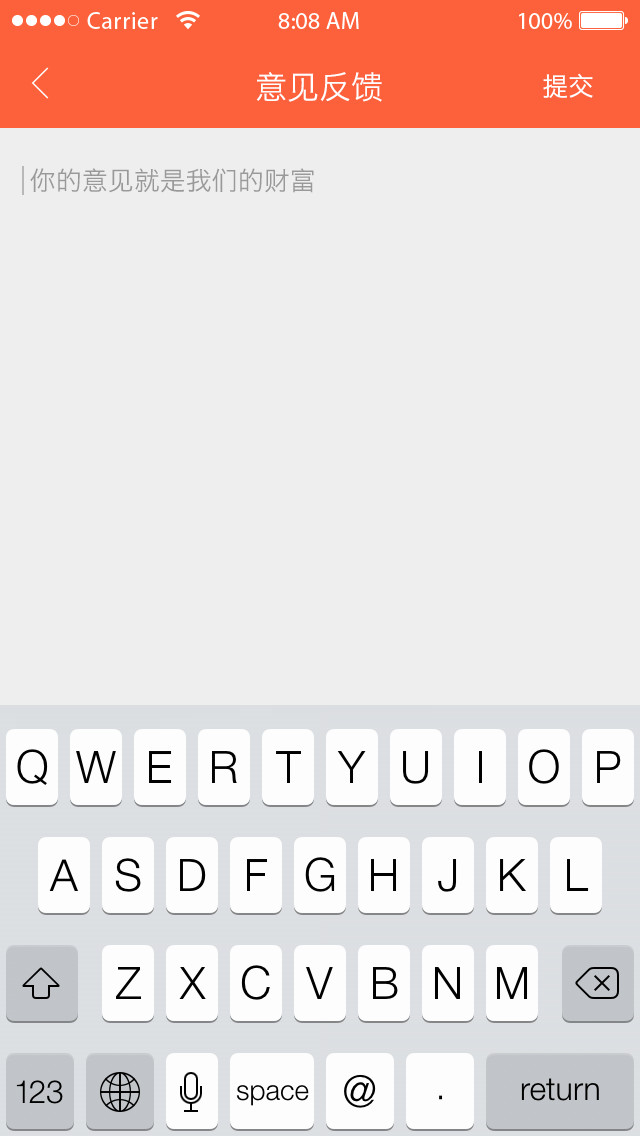 Carrier 8:08 AM 100%
意见反馈 提交
你的意见就是我们的财富
Q W E R T Y U I O P
A S D F G H J K L
Z X C V B N M
123 space @ . return